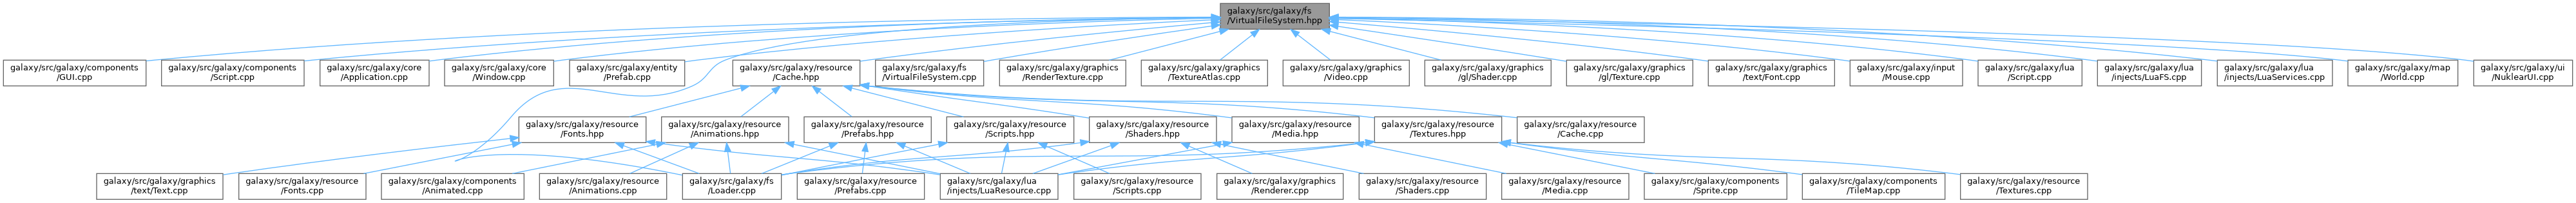 galaxy/src/galaxy/fs
/VirtualFileSystem.hpp
galaxy/src/galaxy/components
/GUI.cpp
galaxy/src/galaxy/components
/Script.cpp
galaxy/src/galaxy/core
/Application.cpp
galaxy/src/galaxy/core
/Window.cpp
galaxy/src/galaxy/entity
/Prefab.cpp
galaxy/src/galaxy/resource
/Cache.hpp
galaxy/src/galaxy/fs
/VirtualFileSystem.cpp
galaxy/src/galaxy/graphics
/RenderTexture.cpp
galaxy/src/galaxy/graphics
/TextureAtlas.cpp
galaxy/src/galaxy/graphics
/Video.cpp
galaxy/src/galaxy/graphics
/gl/Shader.cpp
galaxy/src/galaxy/graphics
/gl/Texture.cpp
galaxy/src/galaxy/graphics
/text/Font.cpp
galaxy/src/galaxy/input
/Mouse.cpp
galaxy/src/galaxy/lua
/Script.cpp
galaxy/src/galaxy/lua
/injects/LuaFS.cpp
galaxy/src/galaxy/lua
/injects/LuaServices.cpp
galaxy/src/galaxy/map
/World.cpp
galaxy/src/galaxy/ui
/NuklearUI.cpp
galaxy/src/galaxy/resource
/Fonts.hpp
galaxy/src/galaxy/resource
/Animations.hpp
galaxy/src/galaxy/resource
/Prefabs.hpp
galaxy/src/galaxy/resource
/Scripts.hpp
galaxy/src/galaxy/resource
/Shaders.hpp
galaxy/src/galaxy/resource
/Media.hpp
galaxy/src/galaxy/resource
/Textures.hpp
galaxy/src/galaxy/resource
/Cache.cpp
galaxy/src/galaxy/graphics
/text/Text.cpp
galaxy/src/galaxy/resource
/Fonts.cpp
galaxy/src/galaxy/components
/Animated.cpp
galaxy/src/galaxy/resource
/Animations.cpp
galaxy/src/galaxy/fs
/Loader.cpp
galaxy/src/galaxy/resource
/Prefabs.cpp
galaxy/src/galaxy/lua
/injects/LuaResource.cpp
galaxy/src/galaxy/resource
/Scripts.cpp
galaxy/src/galaxy/graphics
/Renderer.cpp
galaxy/src/galaxy/resource
/Shaders.cpp
galaxy/src/galaxy/resource
/Media.cpp
galaxy/src/galaxy/components
/Sprite.cpp
galaxy/src/galaxy/components
/TileMap.cpp
galaxy/src/galaxy/resource
/Textures.cpp